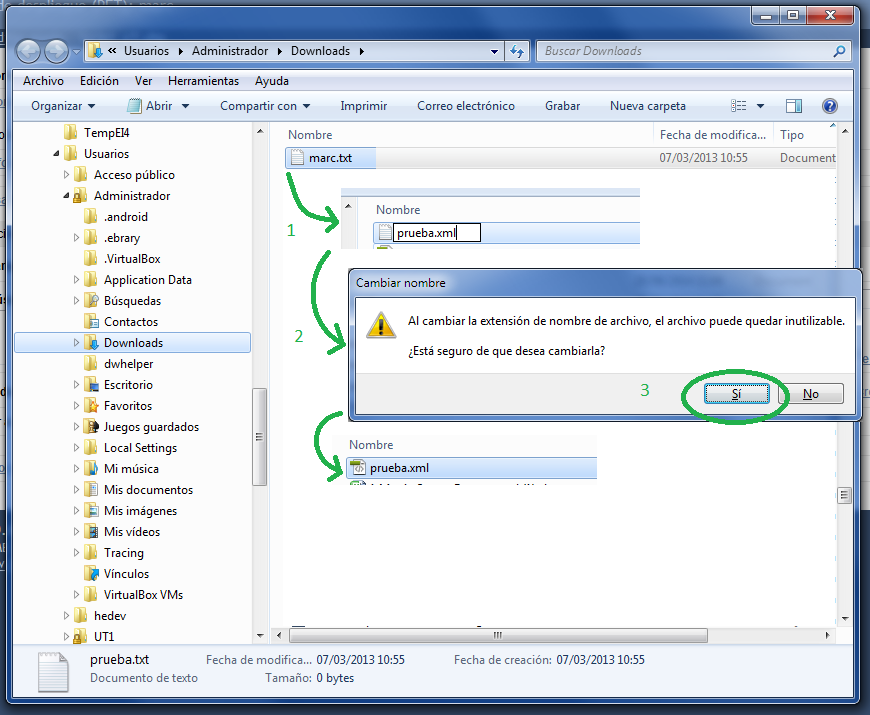 « Usuarios ▸ Administrador ▸ Downloads ▸
Buscar Downloads
Archivo Edición Ver Herramientas Ayuda
Organizar Abrir Compartir con Imprimir Correo electrónico Grabar Nueva carpeta
TempEI4
Usuarios
Acceso público
Administrador
.android
.ebrary
.VirtualBox
Application Data
Búsquedas
Contactos
Downloads
dwhelper
Escritorio
Favoritos
Juegos guardados
Local Settings
Mi música
Mis documentos
Mis imágenes
Mis vídeos
Tracing
Vínculos
VirtualBox VMs
hedev
UT1
Nombre Fecha de modifica... Tipo
marc.txt 07/03/2013 10:55 Document
1
Nombre
prueba.xml
2
Cambiar nombre
Al cambiar la extensión de nombre de archivo, el archivo puede quedar inutilizable.
¿Está seguro de que desea cambiarla?
3
Sí No
Nombre
prueba.xml
prueba.txt Fecha de modifica... 07/03/2013 10:55 Fecha de creación: 07/03/2013 10:55
Documento de texto Tamaño: 0 bytes